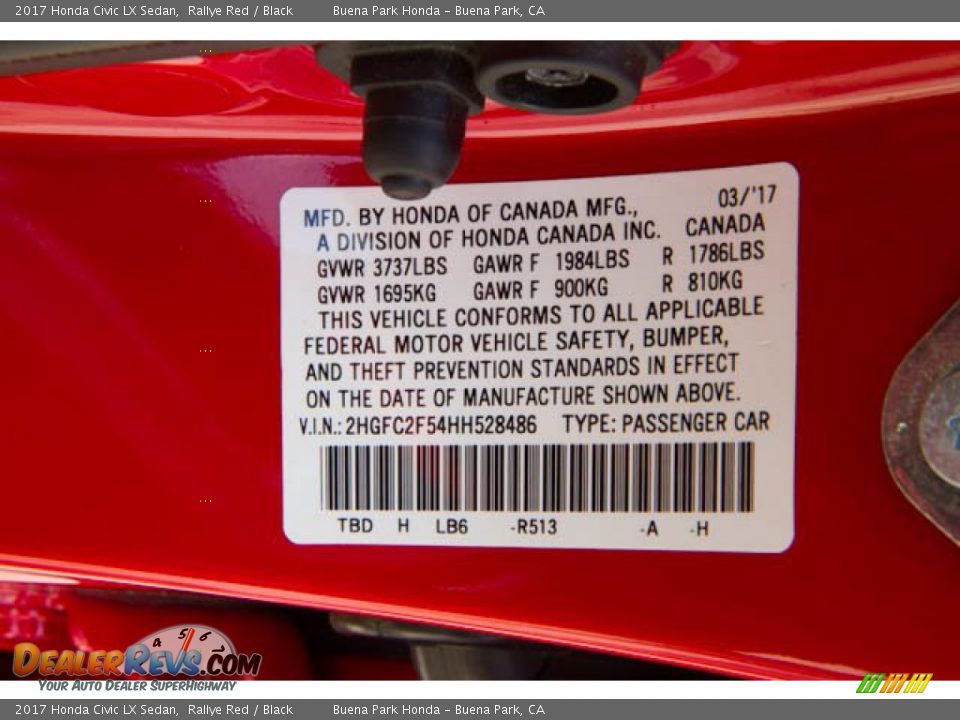 2017 Honda Civic LX Sedan, Rallye Red / Black Buena Park Honda - Buena Park, CA
MFD. BY HONDA OF CANADA MFG., 03/'17
A DIVISION OF HONDA CANADA INC. CANADA
GVWR 3737LBS GAWR F 1984LBS R 1786LBS
GVWR 1695KG GAWR F 900KG R 810KG
THIS VEHICLE CONFORMS TO ALL APPLICABLE
FEDERAL MOTOR VEHICLE SAFETY, BUMPER,
AND THEFT PREVENTION STANDARDS IN EFFECT
ON THE DATE OF MANUFACTURE SHOWN ABOVE.
V.I.N.: 2HGFC2F54HH528486 TYPE: PASSENGER CAR
TBD H LB6 -R513 -A -H
4 5 6
DEALERREVS.COM
YOUR AUTO DEALER SUPERHIGHWAY
2017 Honda Civic LX Sedan, Rallye Red / Black Buena Park Honda - Buena Park, CA